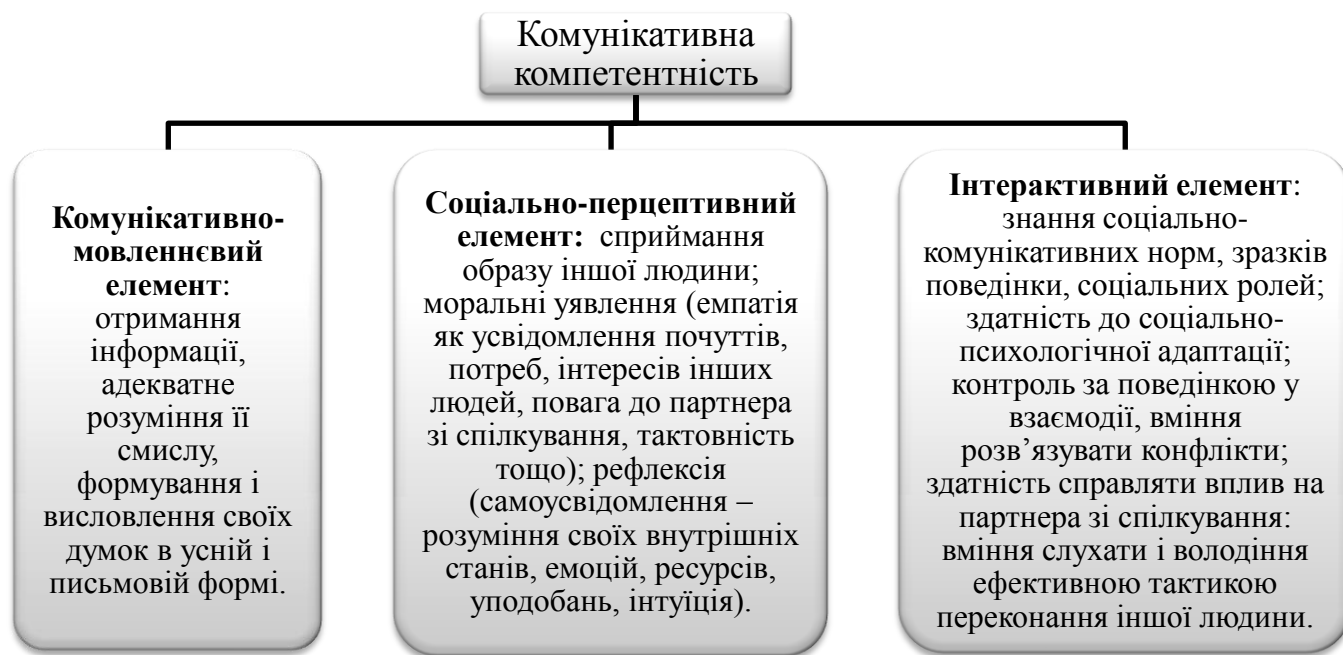 Комунікативна
компетентність
Комунікативно-
мовленнєвий
елемент:
отримання
інформації,
адекватне
розуміння її
смислу,
формування і
висловлення своїх
думок в усній і
письмовій формі.
Соціально-перцептивний
елемент: сприймання
образу іншої людини;
моральні уявлення (емпатія
як усвідомлення почуттів,
потреб, інтересів інших
людей, повага до партнера
зі спілкування, тактовність
тощо); рефлексія
(самоусвідомлення –
розуміння своїх внутрішніх
станів, емоцій, ресурсів,
уподобань, інтуїція).
Інтерактивний елемент:
знання соціально-
комунікативних норм, зразків
поведінки, соціальних ролей;
здатність до соціально-
психологічної адаптації;
контроль за поведінкою у
взаємодії, вміння
розв’язувати конфлікти;
здатність справляти вплив на
партнера зі спілкування:
вміння слухати і володіння
ефективною тактикою
переконання іншої людини.